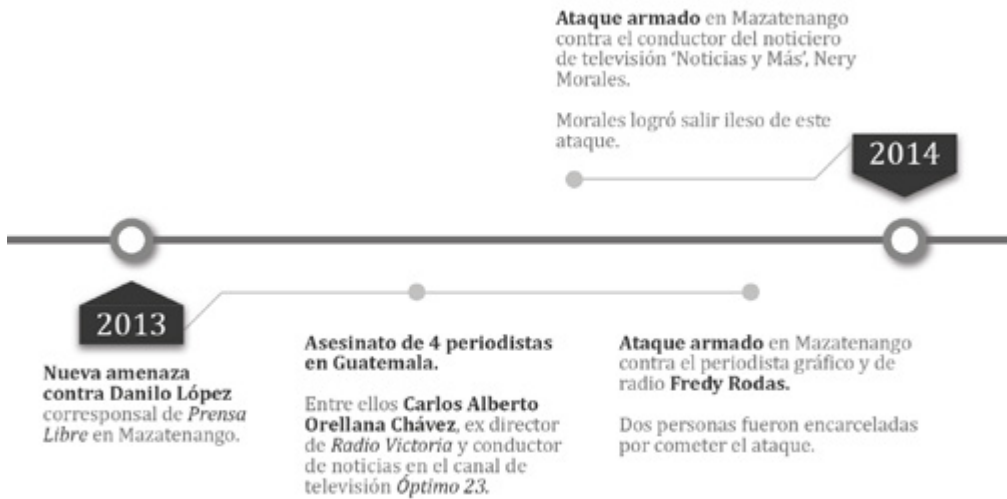 Ataque armado en Mazatenango
contra el conductor del noticiero
de televisión ‘Noticias y Más’, Nery
Morales.
Morales logró salir ileso de este
ataque.
2014
2013
Nueva amenaza
contra Danilo López
corresponsal de Prensa
Libre en Mazatenango.
Asesinato de 4 periodistas
en Guatemala.
Entre ellos Carlos Alberto
Orellana Chávez, ex director
de Radio Victoria y conductor
de noticias en el canal de
televisión Óptimo 23.
Ataque armado en Mazatenango
contra el periodista gráfico y de
radio Fredy Rodas.
Dos personas fueron encarceladas
por cometer el ataque.